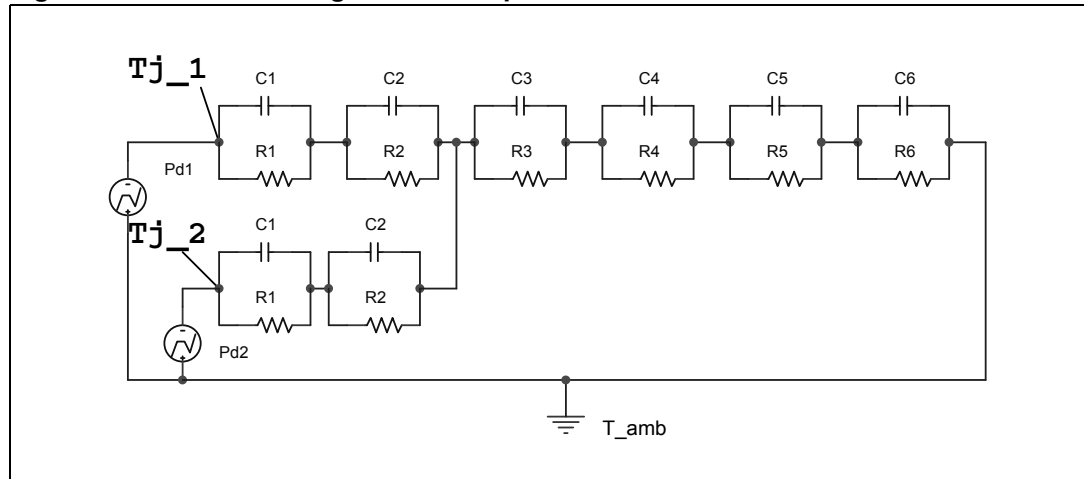 Tj_1
C1 C2 C3 C4 C5 C6
R1 R2 R3 R4 R5 R6
Pd1
Tj_2
C1 C2
R1 R2
Pd2
T_amb